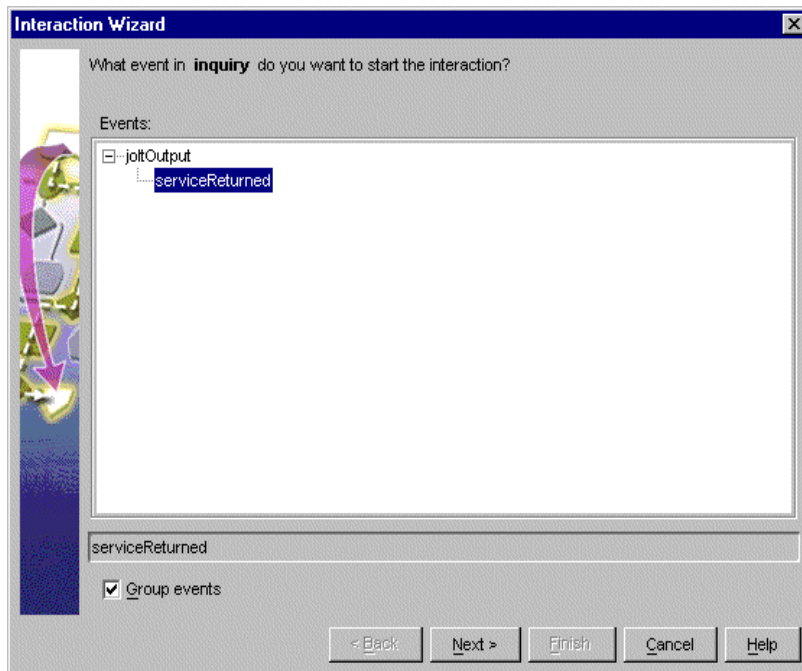 Interaction Wizard
What event in inquiry do you want to start the interaction?
Events:
joltOutput
serviceReturned
serviceReturned
Group events
< Back Next > Finish Cancel Help